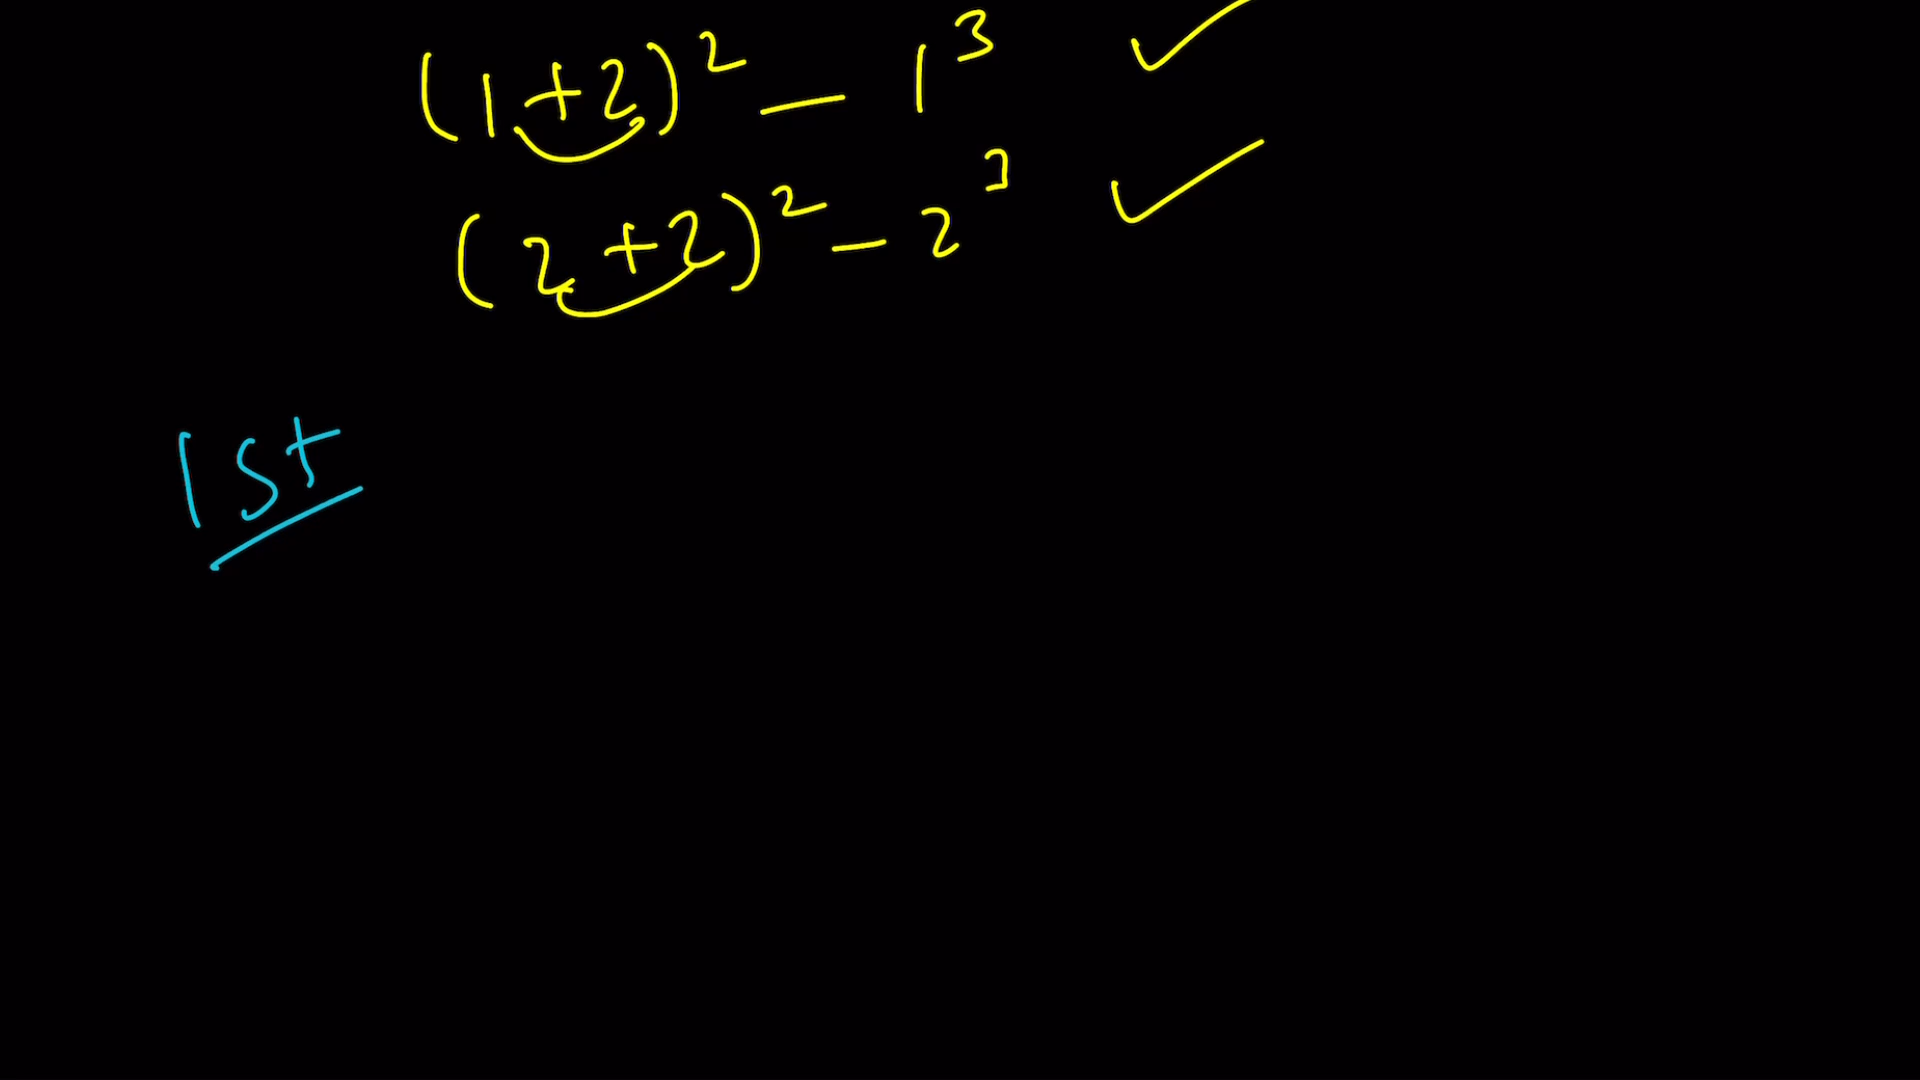 (1+2)² — 1³ ✓
(2+2)² — 2³ ✓
1st